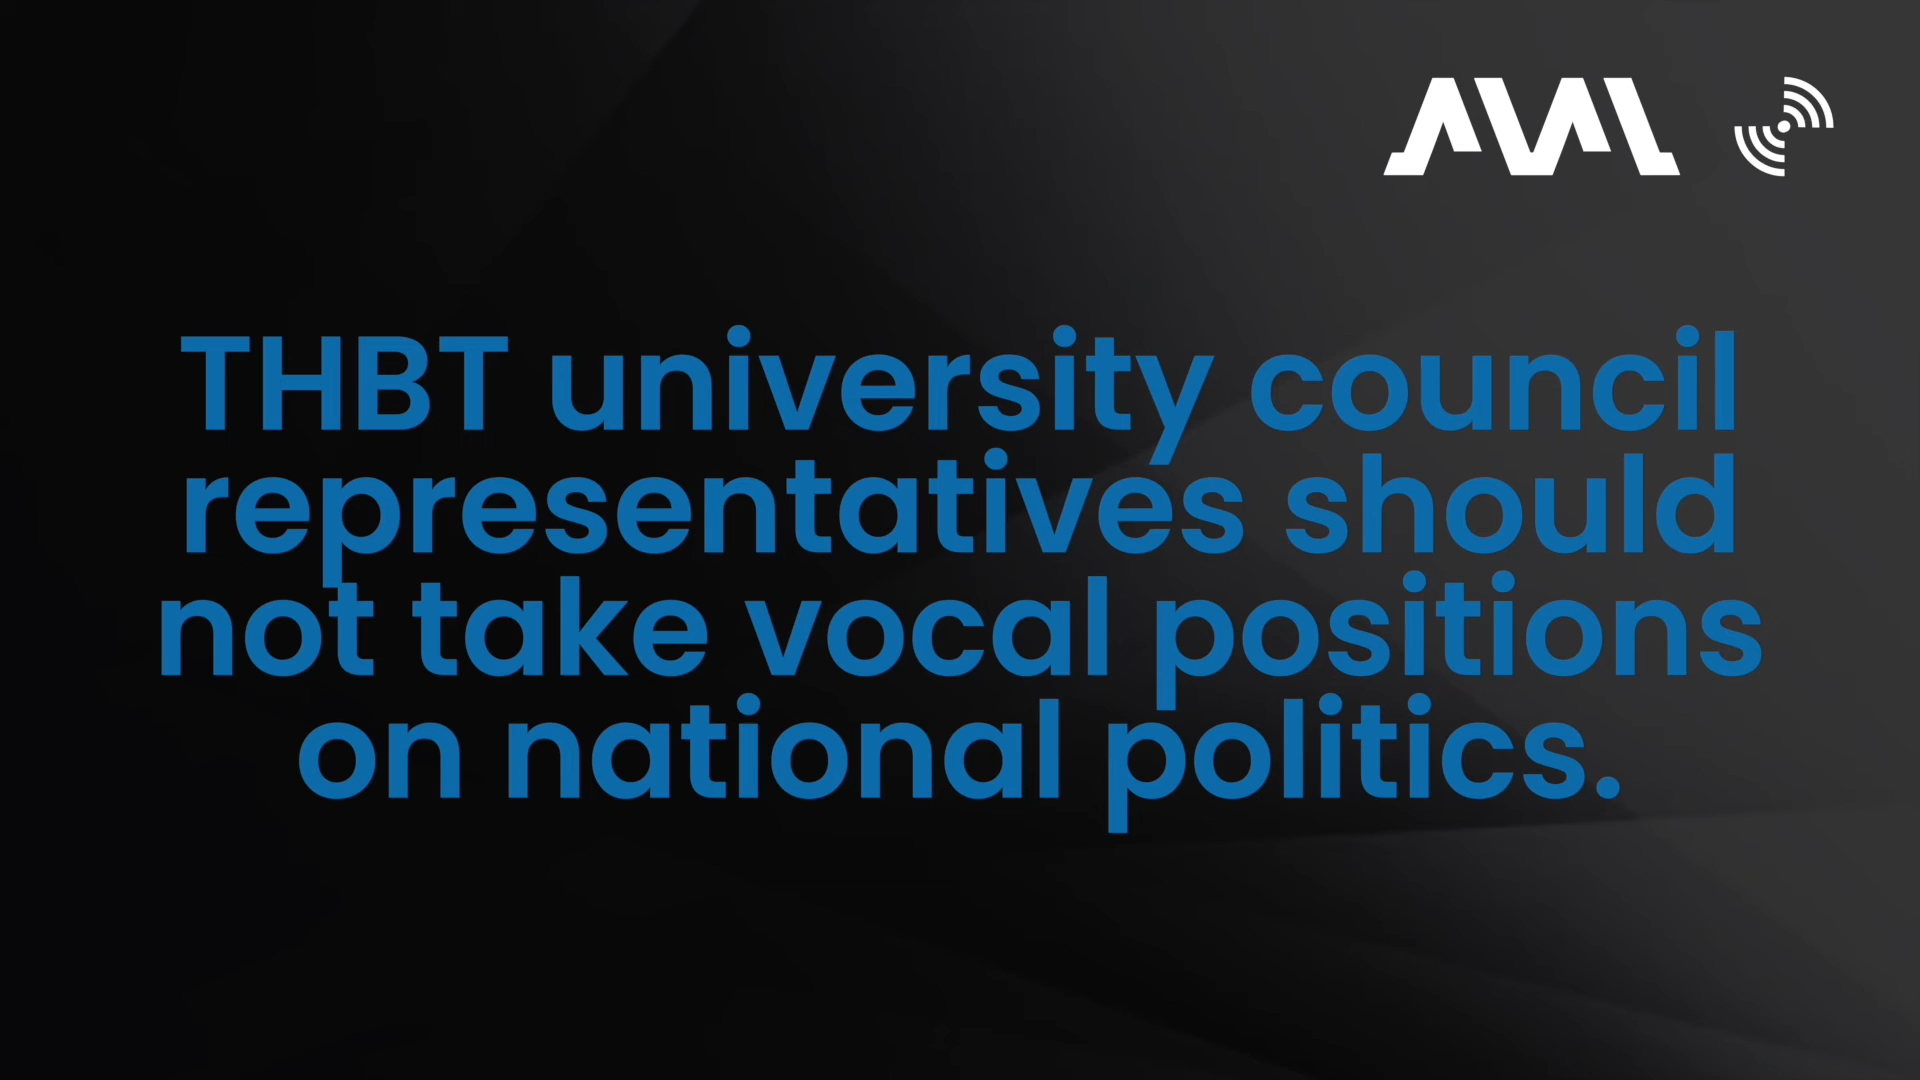 THBT university council
representatives should
not take vocal positions
on national politics.